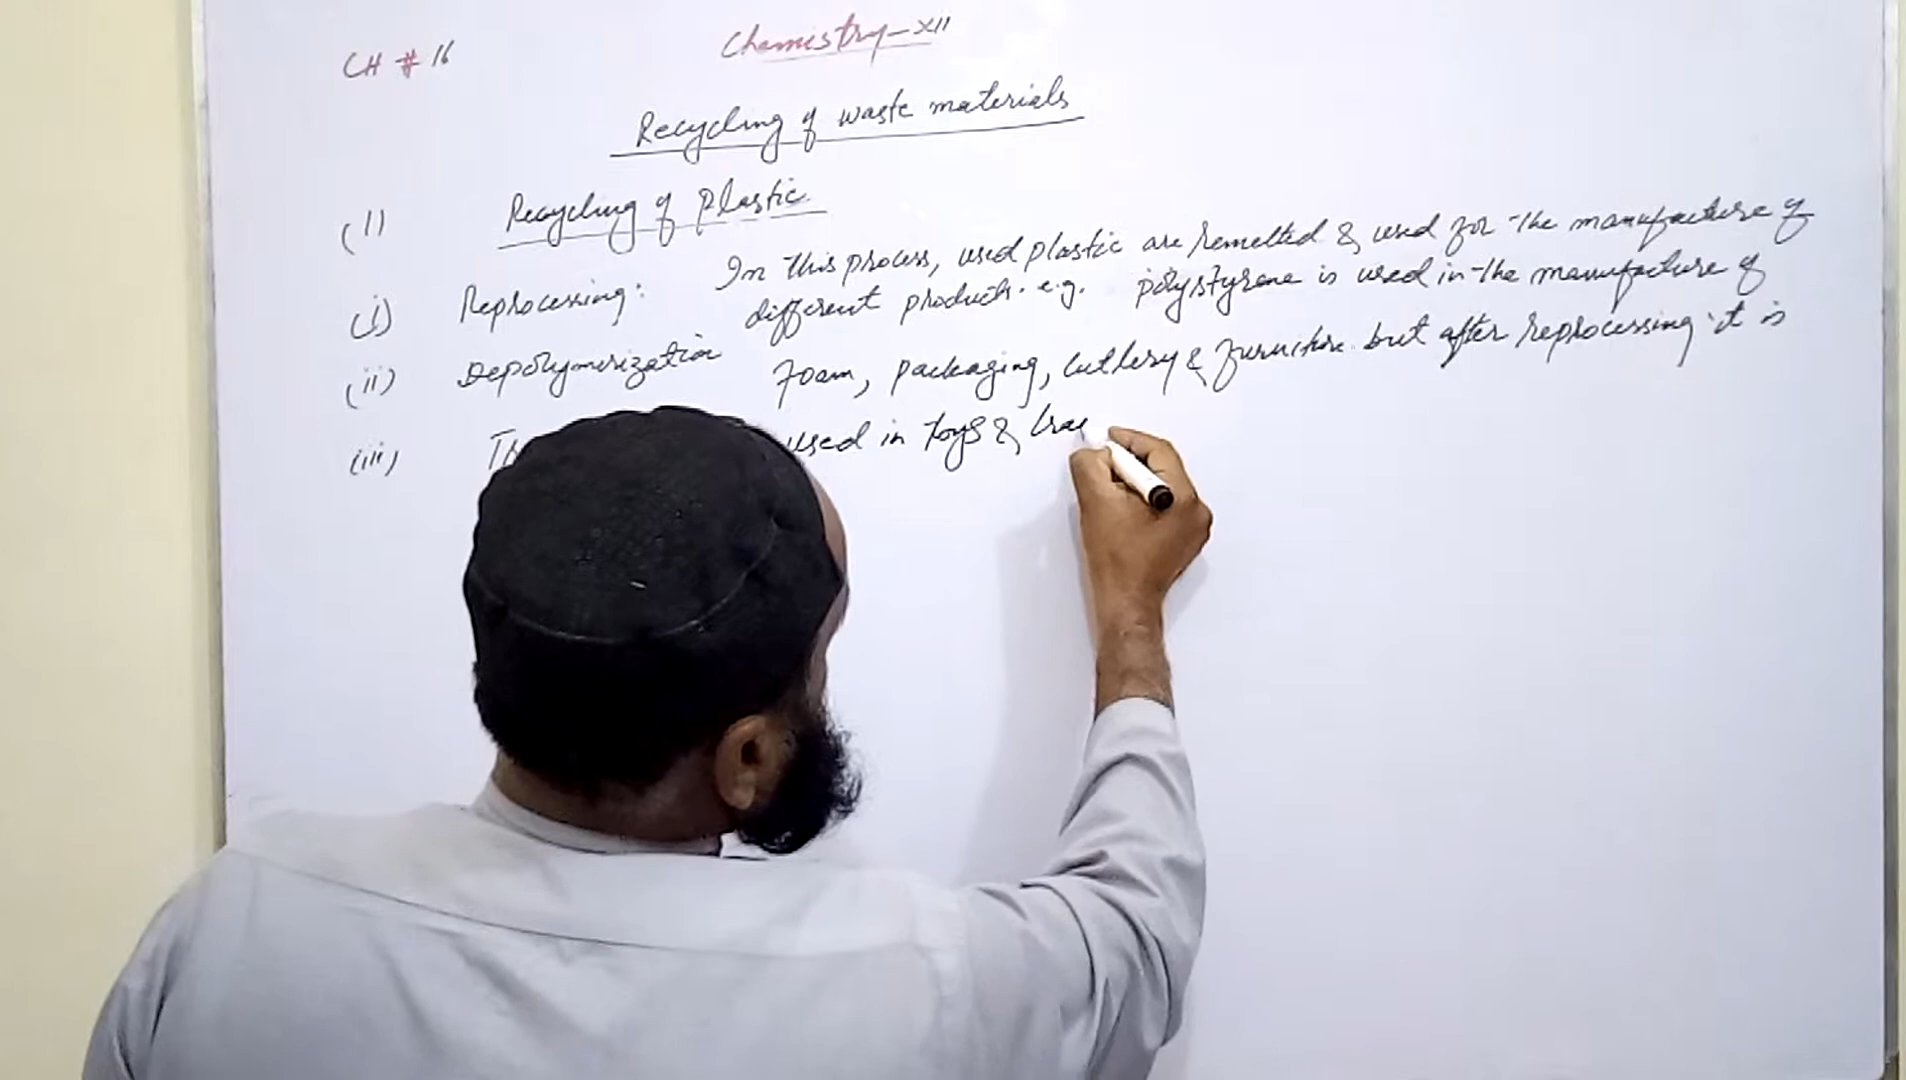 CH # 16
Chemistry-XII
Recycling of waste materials
(1) Recycling of Plastic
(i) Reprocessing: In this process, used plastic are remelted & used for the manufacture of
different products. e.g. polystyrene is used in the manufacture of
(ii) Depolymerization
Foam, packaging, cutlery & furniture. but after reprocessing it is
(iii)
used in toys &